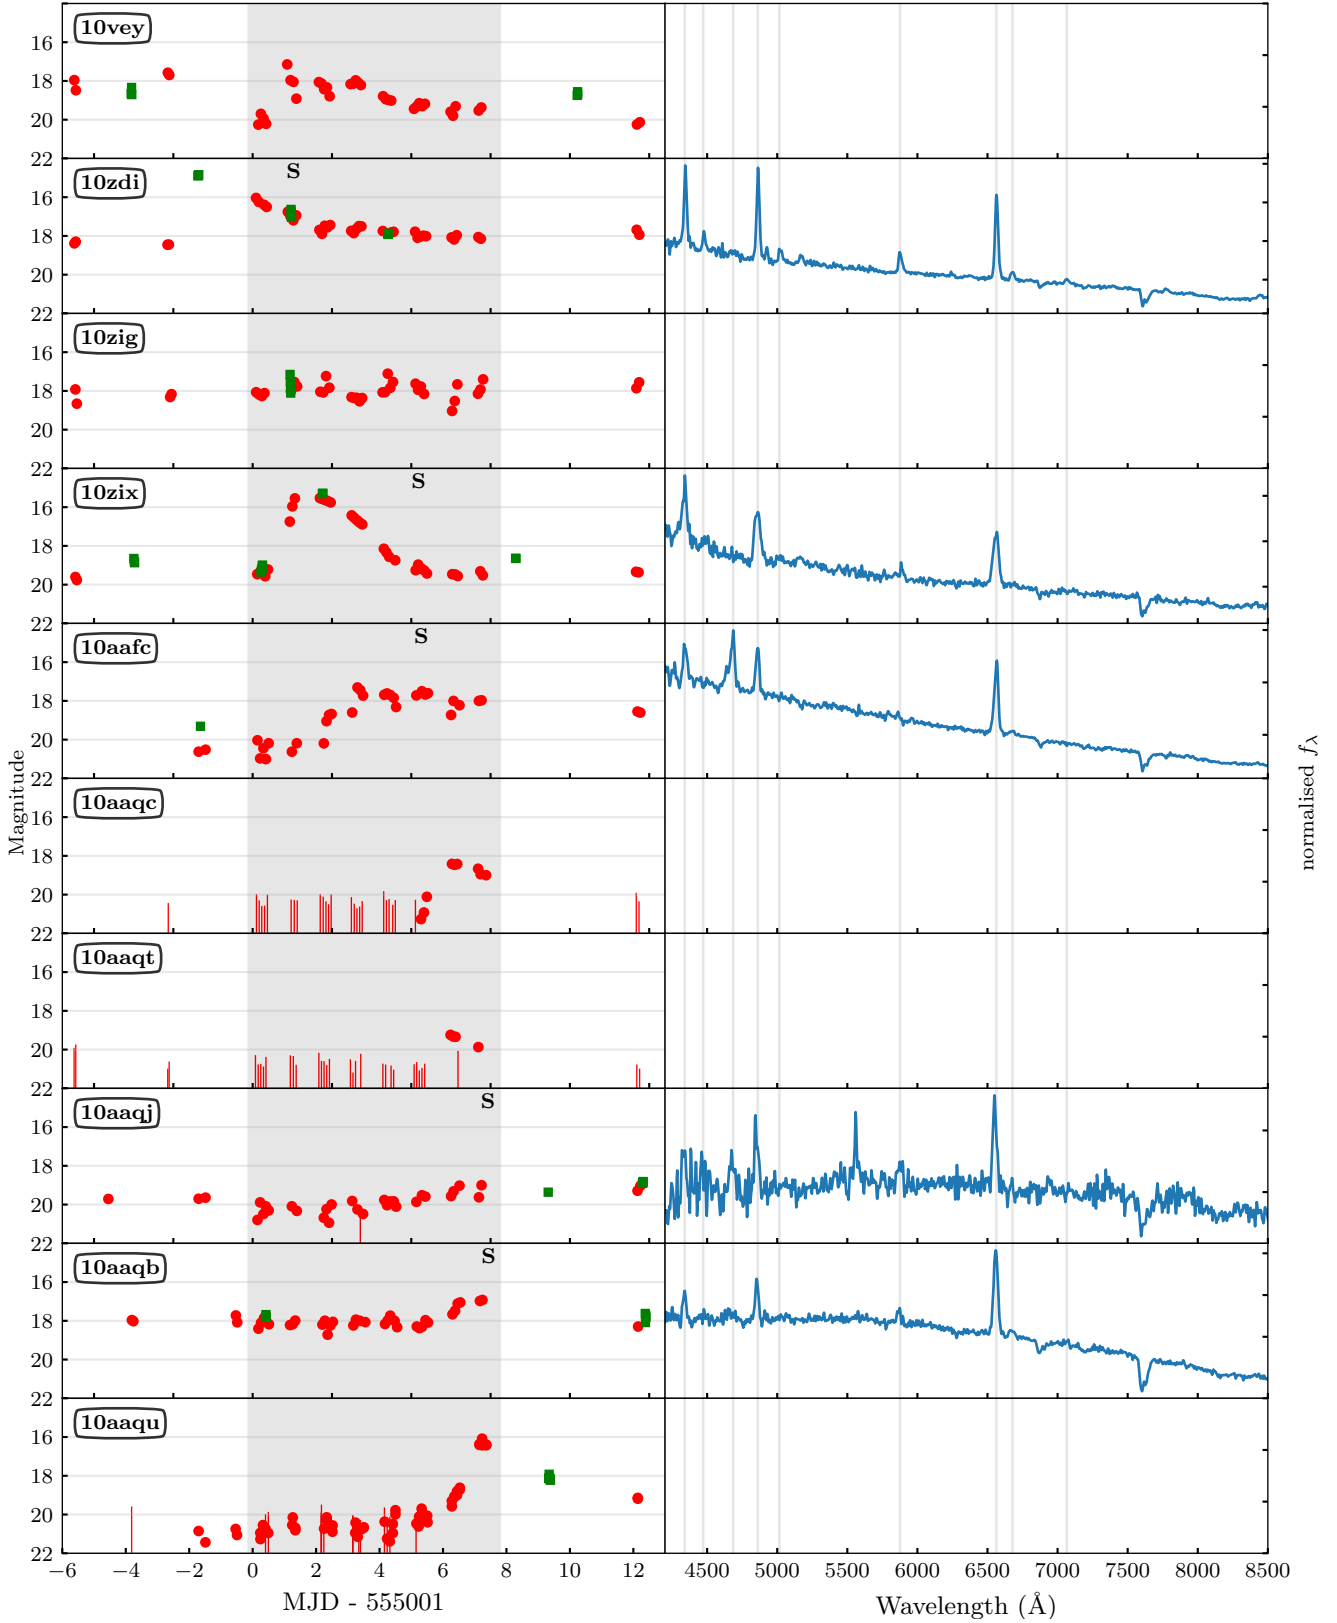 10vey
16
18
20
22
10zdi
S
16
18
20
22
10zig
16
18
20
22
10zix
S
16
18
20
22
10aafc
S
16
18
20
22
10aaqc
16
18
20
22
10aaqt
16
18
20
22
10aaqj
S
16
18
20
22
10aaqb
S
16
18
20
22
10aaqu
16
18
20
22
Magnitude
normalised fλ
−6 −4 −2 0 2 4 6 8 10 12
4500 5000 5500 6000 6500 7000 7500 8000 8500
MJD - 555001
Wavelength (Å)